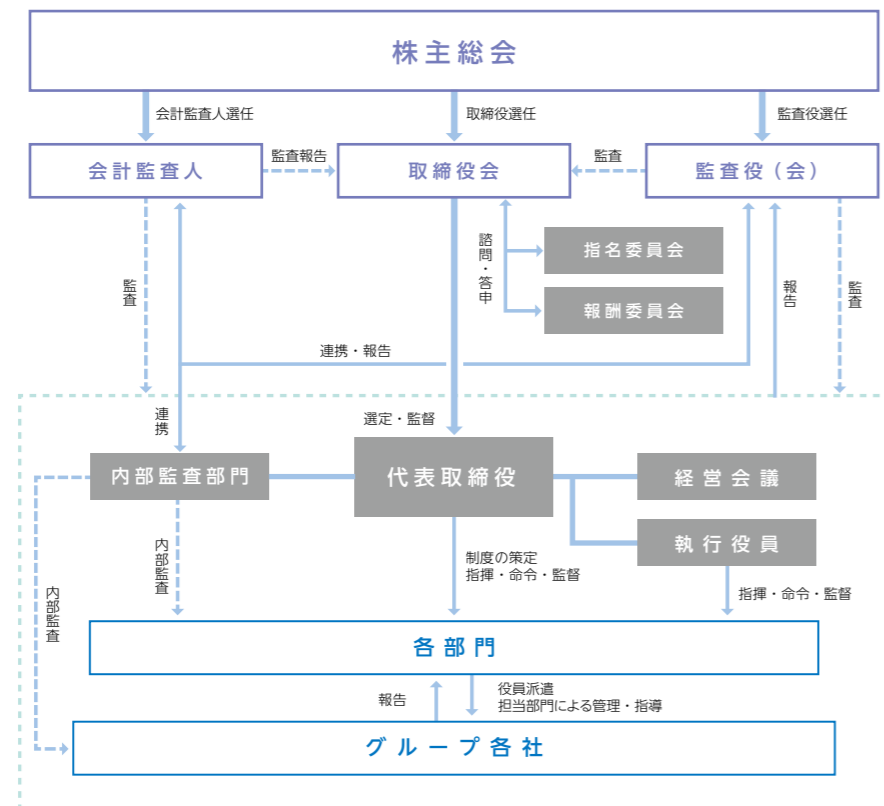 株主総会
会計監査人選任
取締役選任
監査役選任
会計監査人
監査報告
取締役会
監査
監査役（会）
諮問・答申
指名委員会
報酬委員会
監査
報告
監査
連携・報告
連携
選定・監督
内部監査部門
代表取締役
経営会議
執行役員
内部監査
内部監査
制度の策定
指揮・命令・監督
指揮・命令・監督
各部門
報告
役員派遣
担当部門による管理・指導
グループ各社